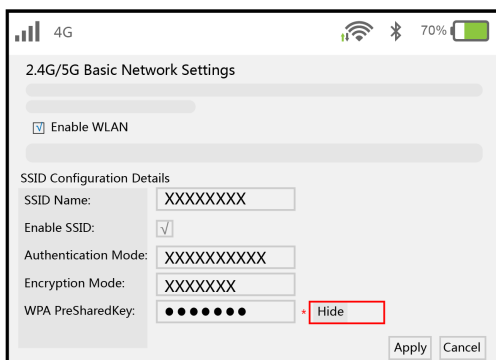 4G 70%
2.4G/5G Basic Network Settings
√ Enable WLAN
SSID Configuration Details
SSID Name: XXXXXXXX
Enable SSID: √
Authentication Mode: XXXXXXXXXX
Encryption Mode: XXXXXXX
WPA PreSharedKey: ●●●●●●● * Hide
Apply Cancel